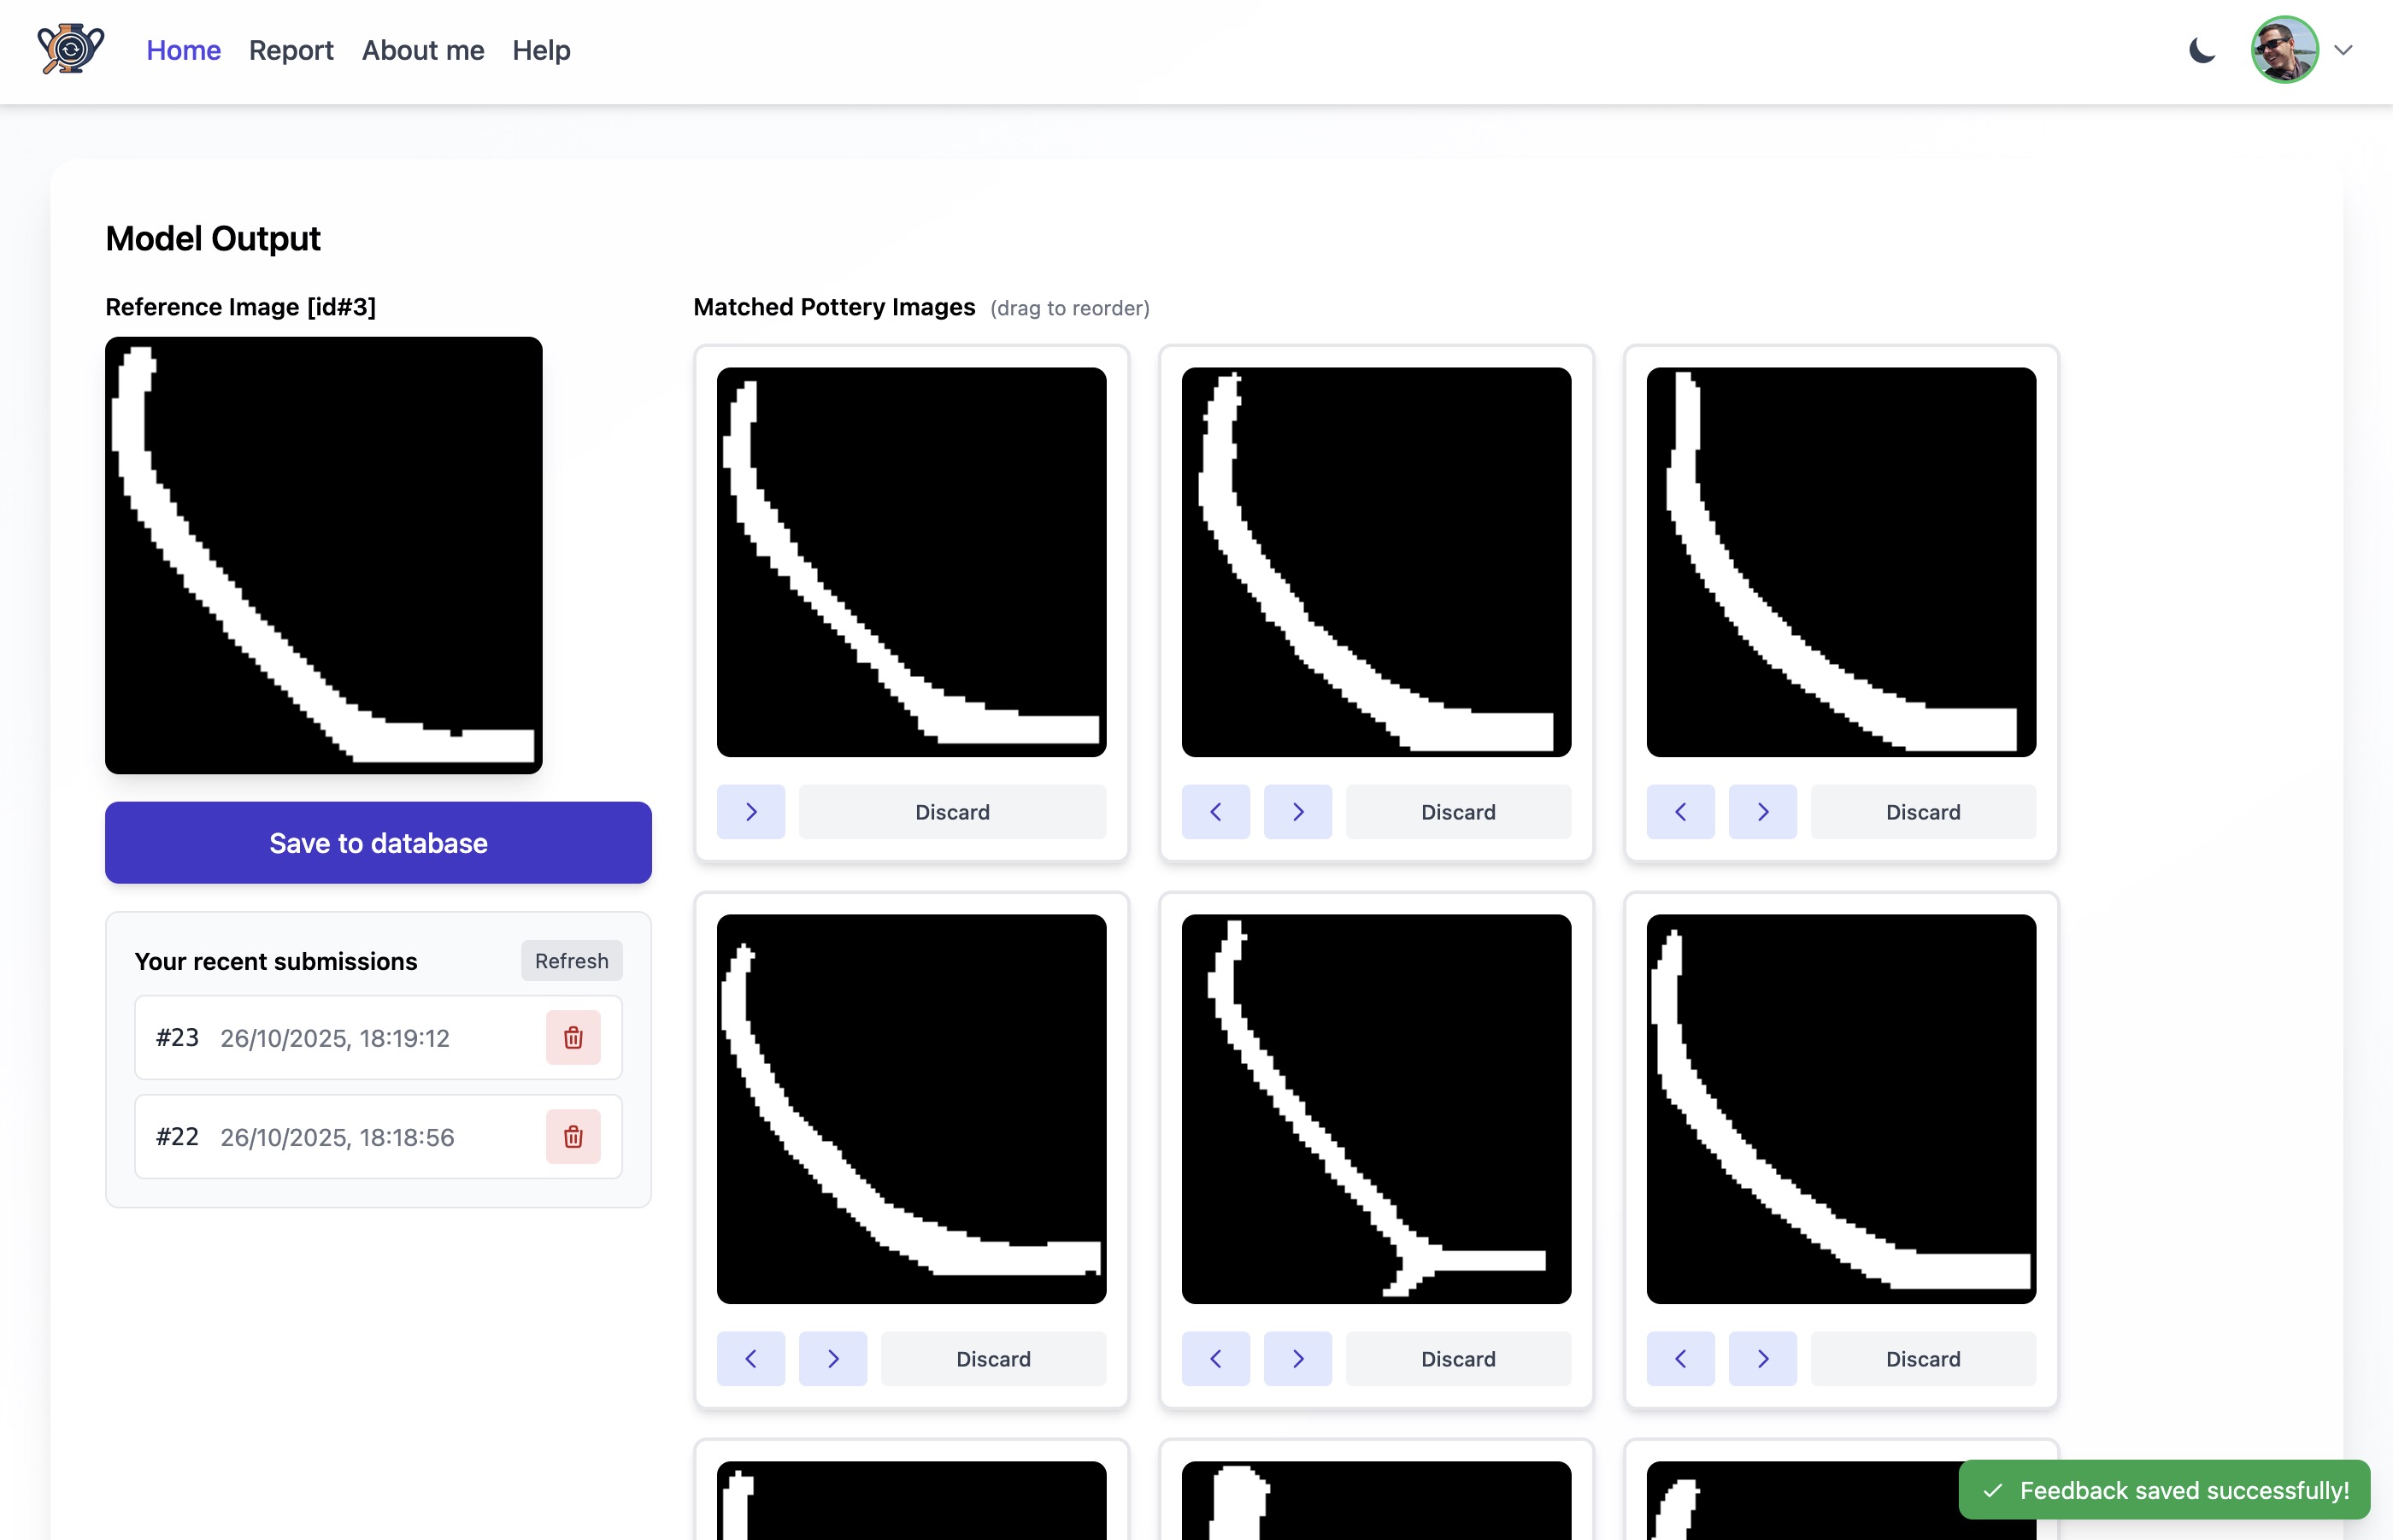 Home Report About me Help
Model Output
Reference Image [id#3]
Matched Pottery Images (drag to reorder)
Discard
Discard
Discard
Save to database
Your recent submissions
Refresh
#23 26/10/2025, 18:19:12
#22 26/10/2025, 18:18:56
Discard
Discard
Discard
Feedback saved successfully!